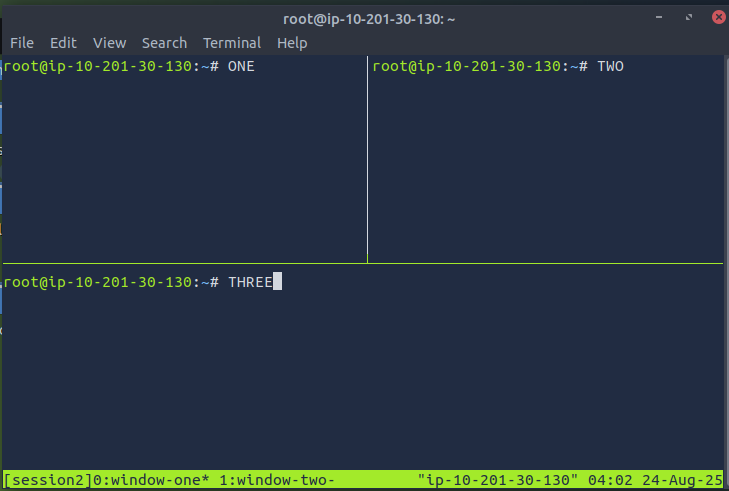 root@ip-10-201-30-130: ~
File Edit View Search Terminal Help
root@ip-10-201-30-130:~# ONE
root@ip-10-201-30-130:~# TWO
root@ip-10-201-30-130:~# THREE
[session2]0:window-one* 1:window-two- "ip-10-201-30-130" 04:02 24-Aug-25